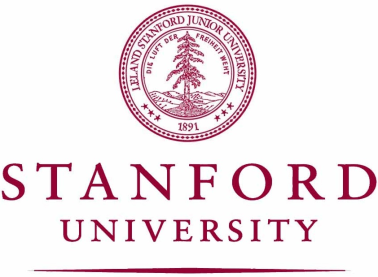 LELAND STANFORD JUNIOR UNIVERSITY
DIE LUFT DER FREIHEIT WEHT
1891
STANFORD
UNIVERSITY